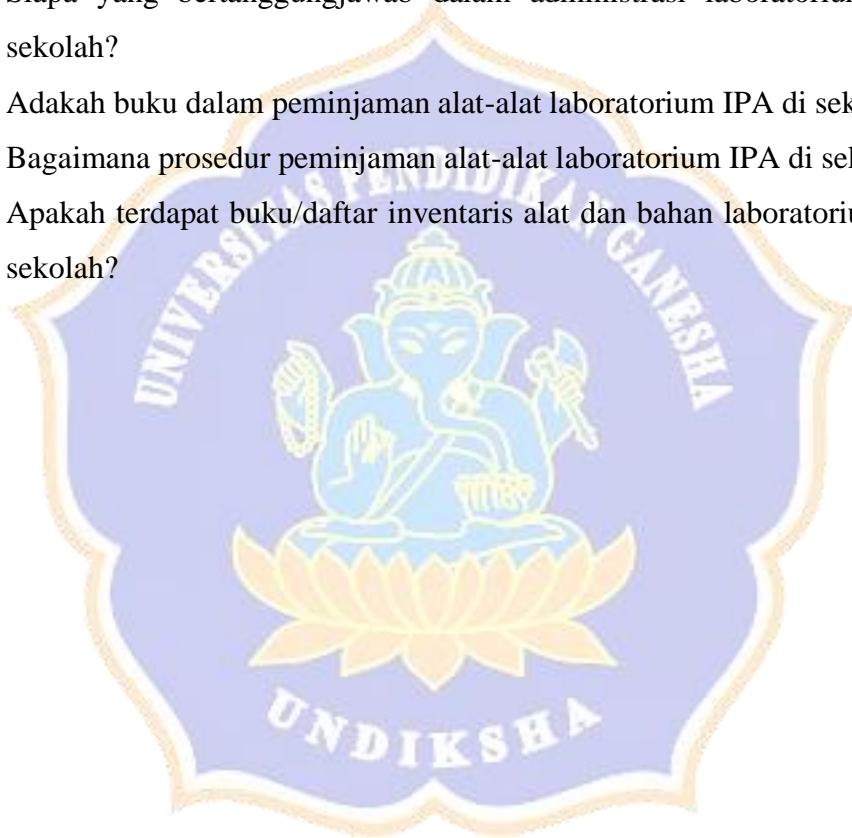 Siapa yang bertanggungjawab dalam administrasi laboratorium
sekolah?
Adakah buku dalam peminjaman alat-alat laboratorium IPA di
Bagaimana prosedur peminjaman alat-alat laboratorium IPA di
Apakah terdapat buku/daftar inventaris alat dan bahan
sekolah?
UNIVERSITAS PENDIDIKAN GANESHA
UNDIKSHA